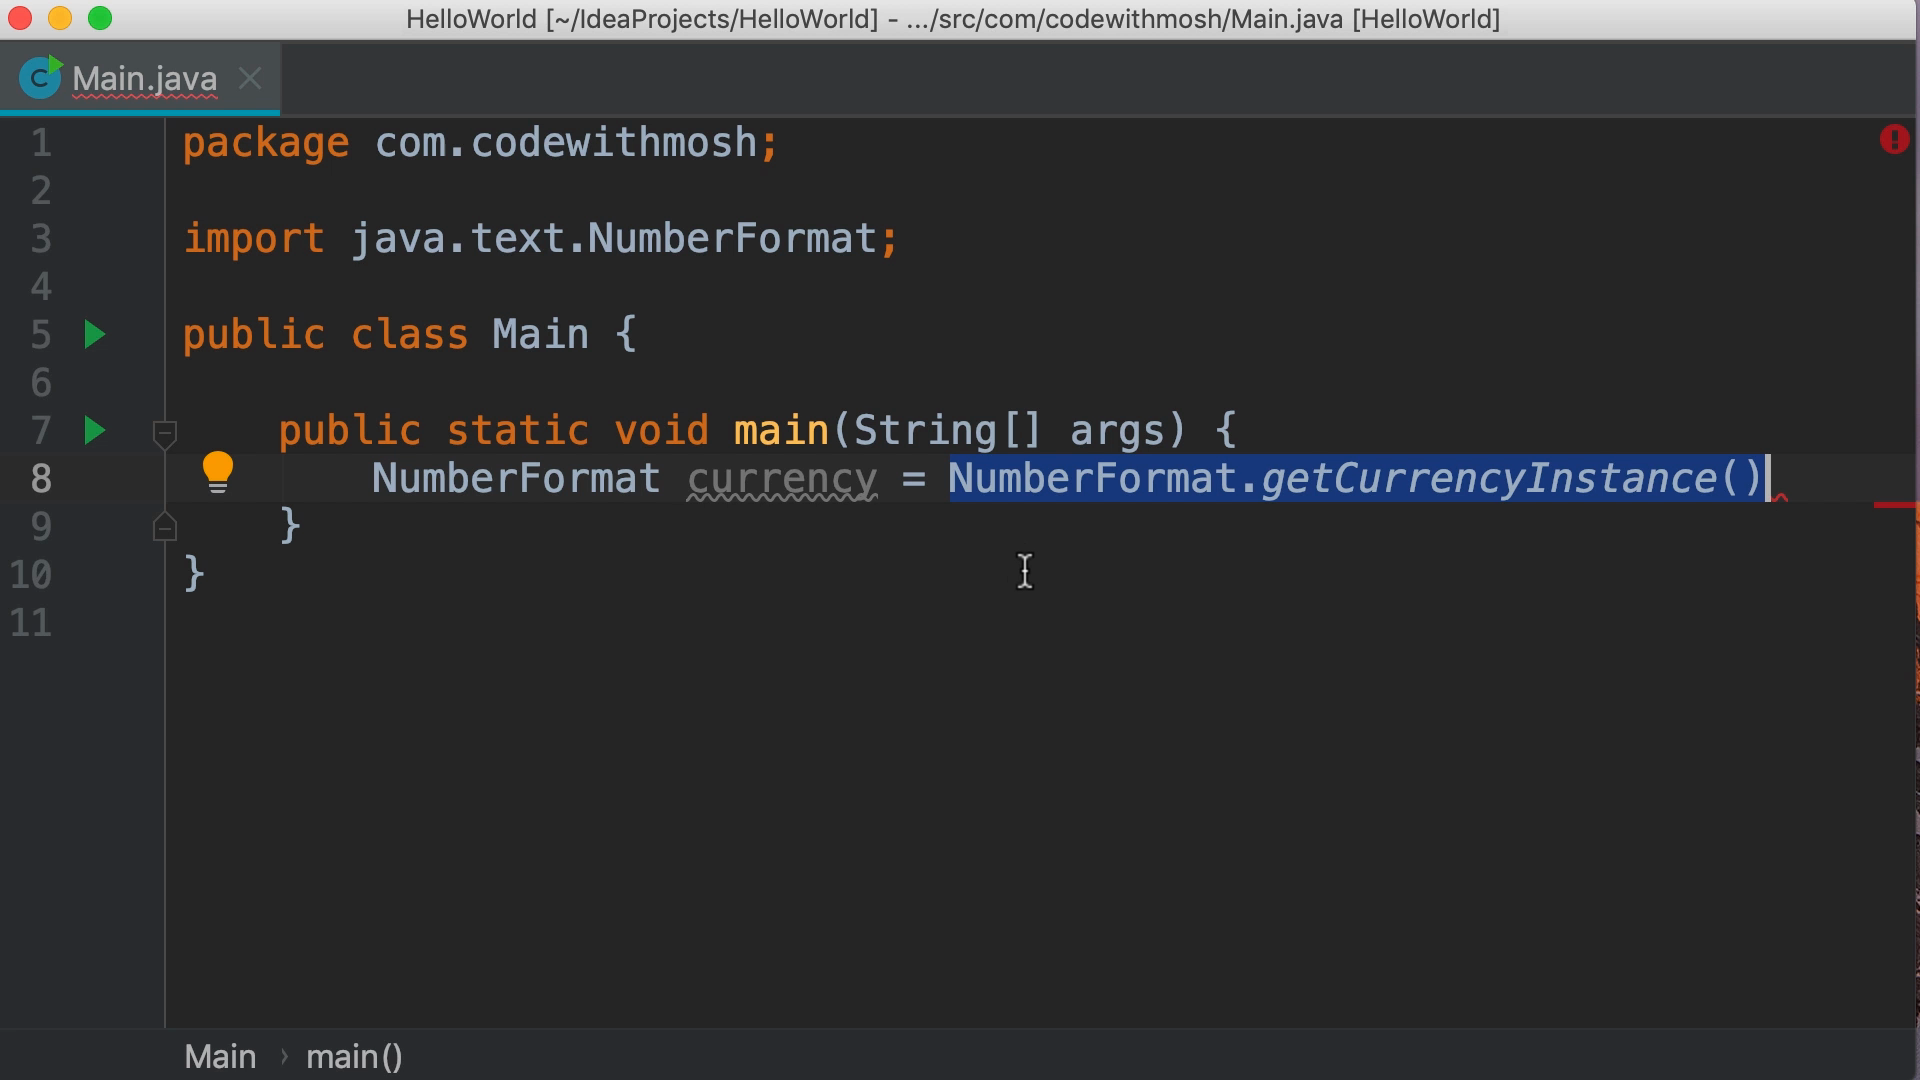 HelloWorld [~/IdeaProjects/HelloWorld] - .../src/com/codewithmosh/Main.java [HelloWorld]
C Main.java
1 package com.codewithmosh;
2
3 import java.text.NumberFormat;
4
5 public class Main {
6
7 public static void main(String[] args) {
8 NumberFormat currency = NumberFormat.getCurrencyInstance()
9 }
10 }
11
Main › main()